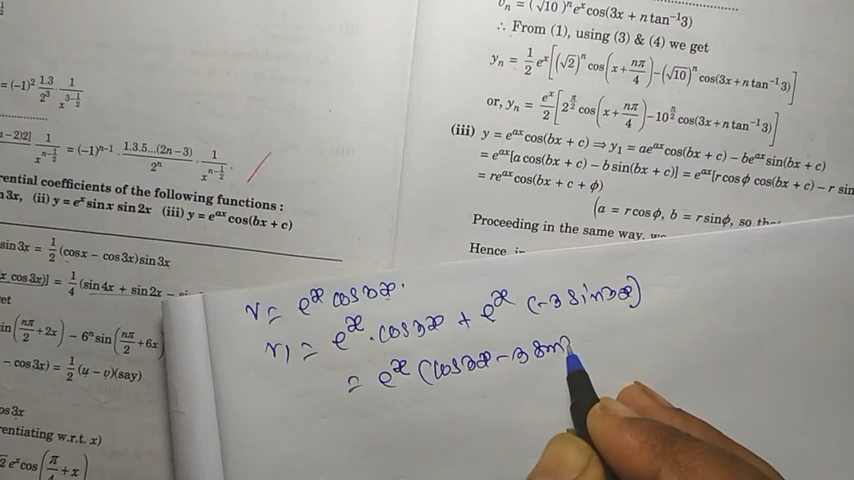 = (-1)² 1.3/2³ · 1/x^(3-1/2)
n-2)2] 1/x^(n-1/2) = (-1)^(n-1) · 1.3.5...(2n-3)/2^n · 1/x^(n-1/2) .
rential coefficients of the following functions :
n3x, (ii) y = e^x sin x sin 2x (iii) y = e^(ax) cos(bx + c)
sin3x = 1/2 (cosx - cos3x) sin3x
x cos3x)] = 1/4 (sin4x + sin2x -
et
in(nπ/2 + 2x) - 6^n sin(nπ/2 + 6x)
- cos3x) = 1/2 (u - v)(say)
os3x
rentiating w.r.t. x)
2 e^x cos(π/4 + x)
υ_n = (√10)^n e^x cos(3x + n tan⁻¹3)
∴ From (1), using (3) & (4) we get
y_n = 1/2 e^x[(√2)^n cos(x + nπ/4) - (√10)^n cos(3x + n tan⁻¹3)]
or, y_n = e^x/2 [2^(n/2) cos(x + nπ/4) - 10^(n/2) cos(3x + n tan⁻¹3)]
(iii) y = e^(ax) cos(bx + c) ⇒ y₁ = ae^(ax) cos(bx + c) - be^(ax) sin(bx + c)
= e^(ax)[a cos(bx + c) - b sin(bx + c)] = e^(ax)[r cosϕ cos(bx + c) - r sin
= re^(ax) cos(bx + c + ϕ)
(a = r cosϕ, b = r sinϕ, so
Proceeding in the same way,
Hence
v = e^x cos3x.
v1 = e^x . cos3x + e^x (-3 sin3x)
= e^x (cos3x - 3 sin